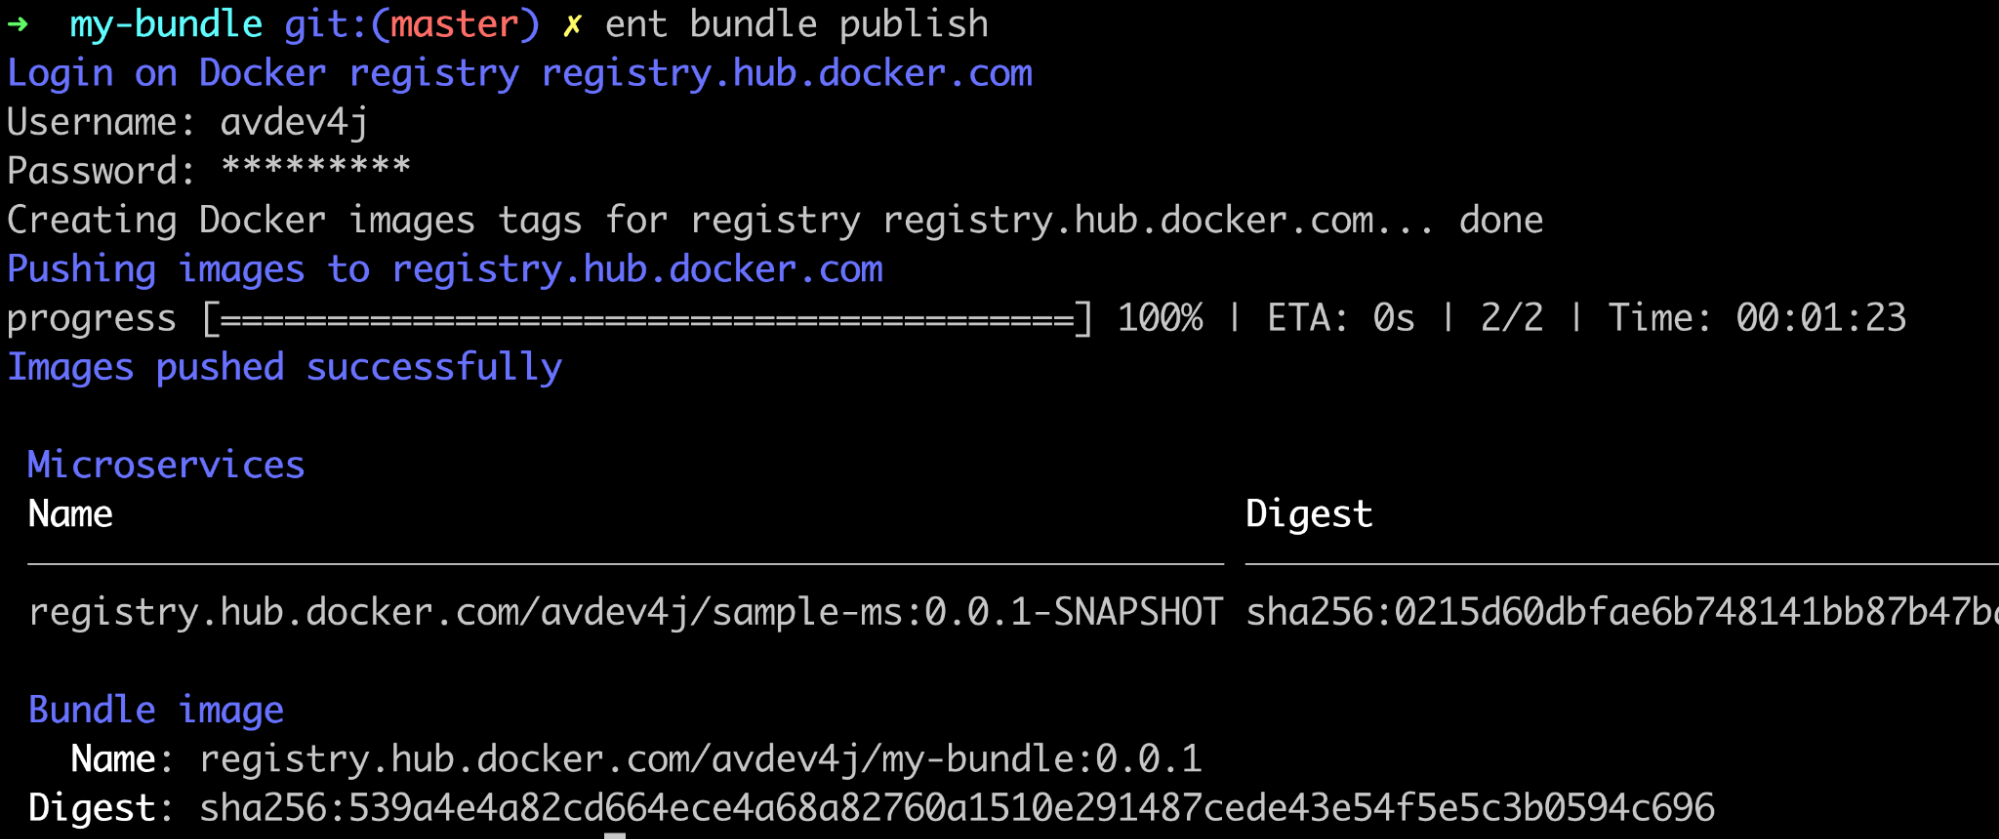 ➜ my-bundle git:(master) ✗ ent bundle publish
Login on Docker registry registry.hub.docker.com
Username: avdev4j
Password: *********
Creating Docker images tags for registry registry.hub.docker.com... done
Pushing images to registry.hub.docker.com
progress [========================================] 100% | ETA: 0s | 2/2 | Time: 00:01:23
Images pushed successfully
Microservices
Name Digest
registry.hub.docker.com/avdev4j/sample-ms:0.0.1-SNAPSHOT sha256:0215d60dbfae6b748141bb87b47b
Bundle image
Name: registry.hub.docker.com/avdev4j/my-bundle:0.0.1
Digest: sha256:539a4e4a82cd664ece4a68a82760a1510e291487cede43e54f5e5c3b0594c696